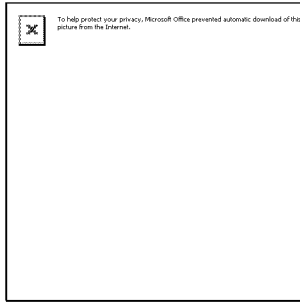 To help protect your privacy, Microsoft Office prevented automatic download of this
picture from the Internet.